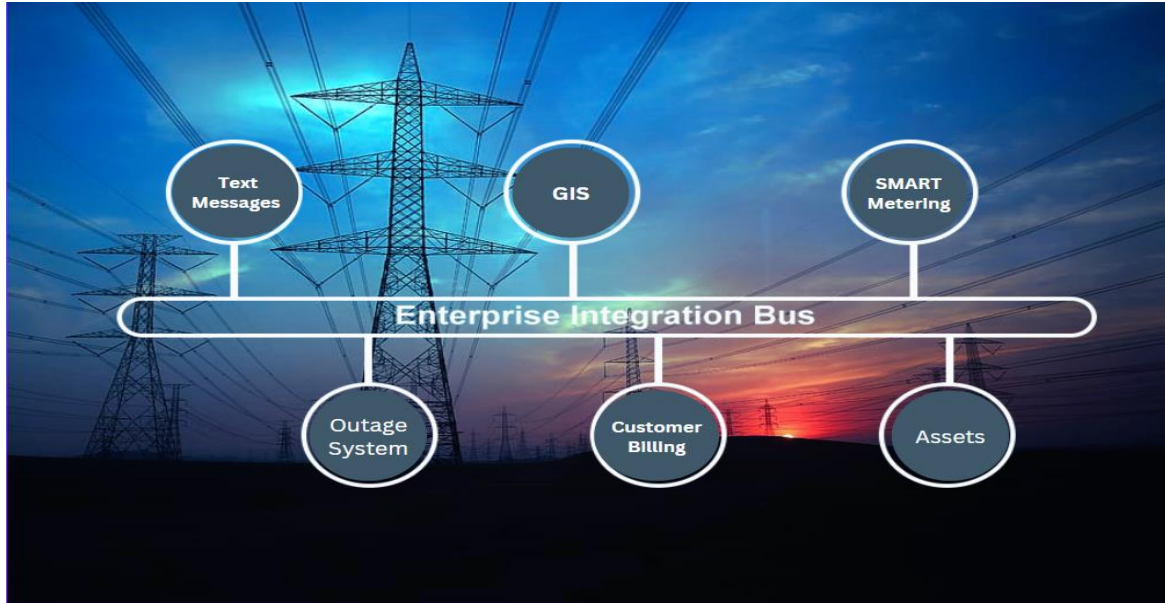 Text
Messages
GIS
SMART
Metering
Enterprise Integration Bus
Outage
System
Customer
Billing
Assets